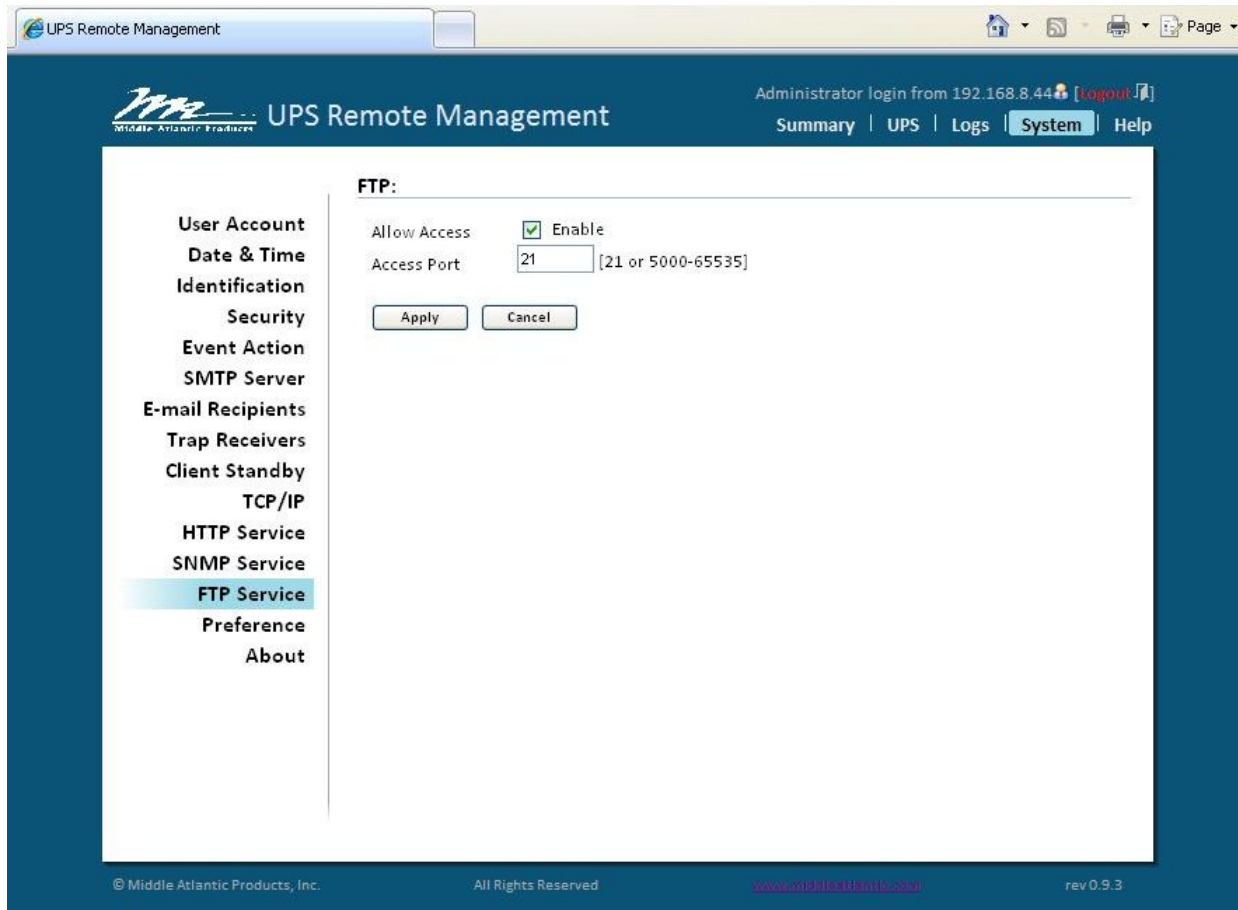 UPS Remote Management
Page
Middle Atlantic Products
UPS Remote Management
Administrator login from 192.168.8.44 [Logout]
Summary | UPS | Logs | System | Help
FTP:
User Account
Date & Time
Identification
Security
Event Action
SMTP Server
E-mail Recipients
Trap Receivers
Client Standby
TCP/IP
HTTP Service
SNMP Service
FTP Service
Preference
About
Allow Access Enable
Access Port 21 [21 or 5000-65535]
Apply Cancel
© Middle Atlantic Products, Inc. All Rights Reserved www.middleatlantic.com rev 0.9.3